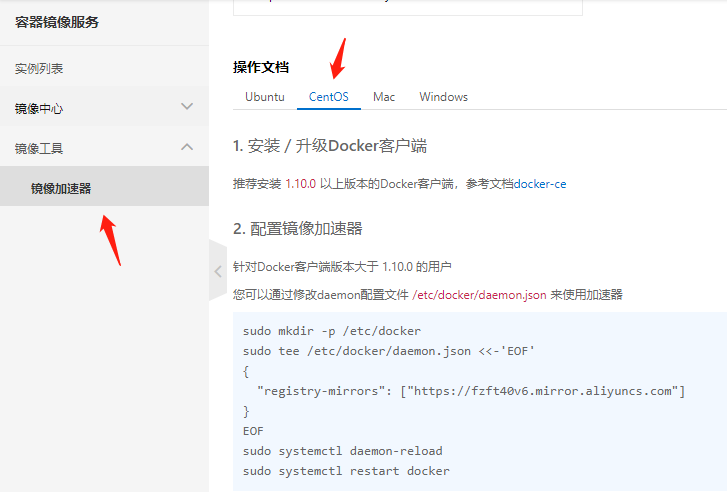 容器镜像服务
实例列表
镜像中心
镜像工具
镜像加速器
操作文档
Ubuntu CentOS Mac Windows
1. 安装 / 升级Docker客户端
推荐安装 1.10.0 以上版本的Docker客户端，参考文档docker-ce
2. 配置镜像加速器
针对Docker客户端版本大于 1.10.0 的用户
您可以通过修改daemon配置文件 /etc/docker/daemon.json 来使用加速器
sudo mkdir -p /etc/docker
sudo tee /etc/docker/daemon.json <<-'EOF'
{
  "registry-mirrors": ["https://fzft40v6.mirror.aliyuncs.com"]
}
EOF
sudo systemctl daemon-reload
sudo systemctl restart docker